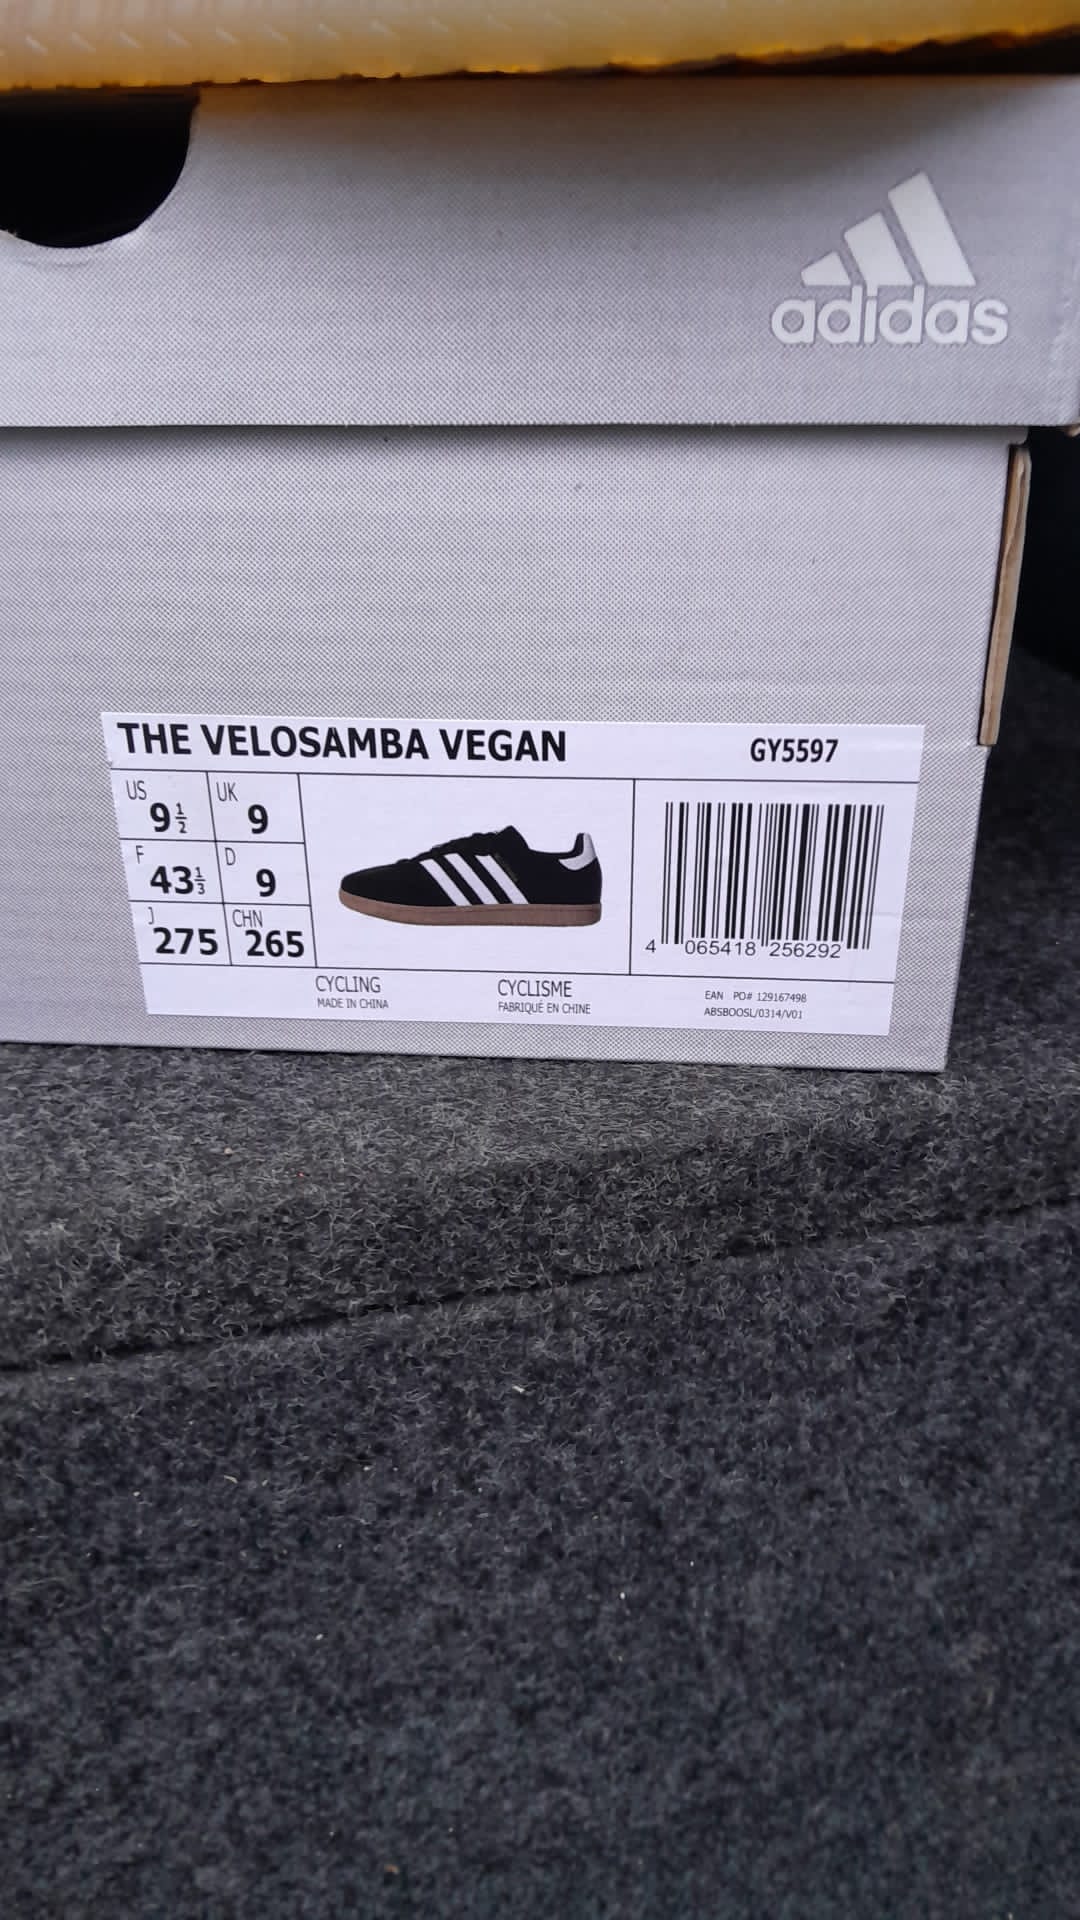 adidas
THE VELOSAMBA VEGAN GY5597
US 9½ UK 9
F 43⅓ D 9
J 275 CHN 265
4 065418 256292
CYCLING CYCLISME
MADE IN CHINA FABRIQUÉ EN CHINE
EAN PO# 129167498
ABSBOOSL/0314/V01